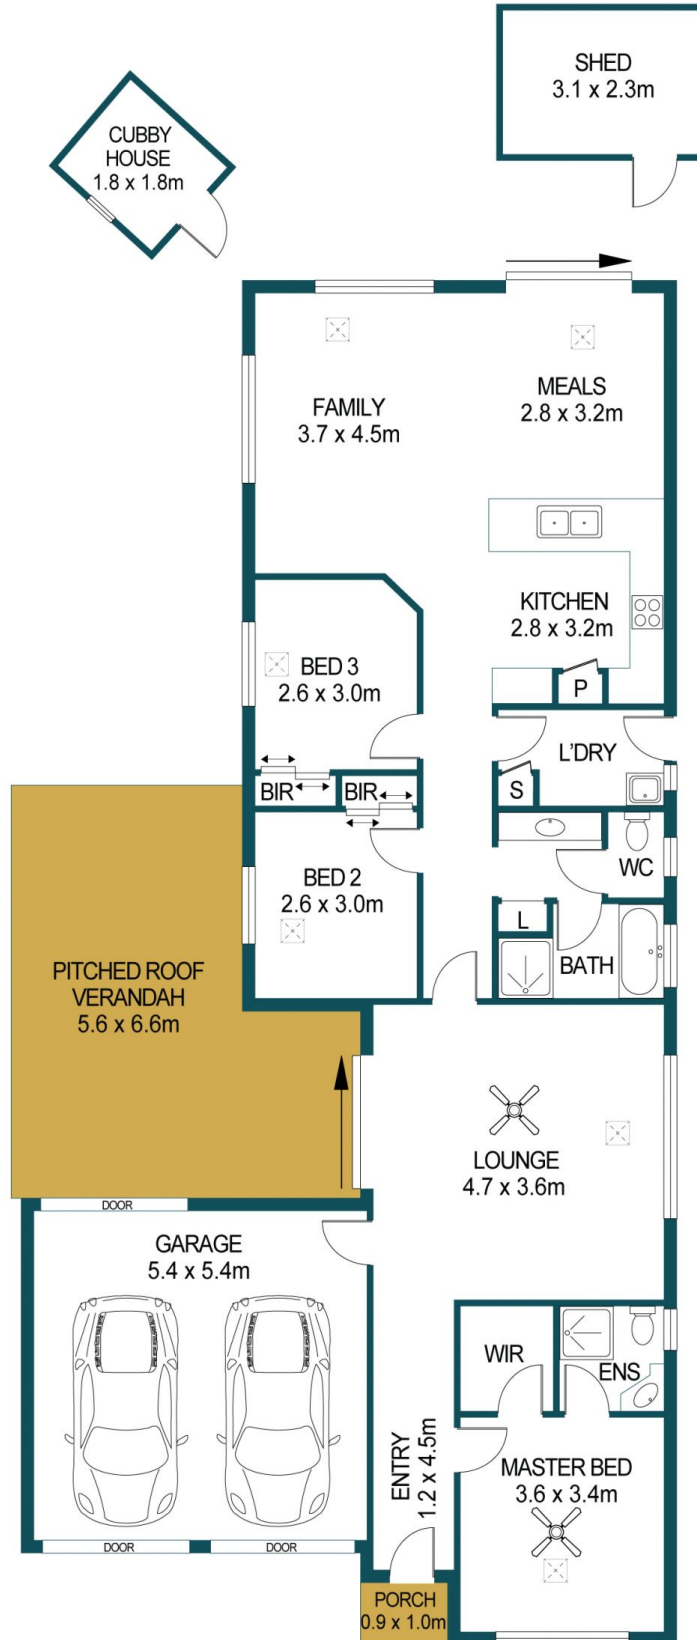 SHED
3.1 x 2.3m
CUBBY
HOUSE
1.8 x 1.8m
FAMILY
3.7 x 4.5m
MEALS
2.8 x 3.2m
KITCHEN
2.8 x 3.2m
P
BED 3
2.6 x 3.0m
L'DRY
S
BIR
BIR
WC
BED 2
2.6 x 3.0m
L
BATH
PITCHED ROOF
VERANDAH
5.6 x 6.6m
LOUNGE
4.7 x 3.6m
DOOR
GARAGE
5.4 x 5.4m
WIR
ENS
ENTRY
1.2 x 4.5m
MASTER BED
3.6 x 3.4m
DOOR
DOOR
PORCH
0.9 x 1.0m